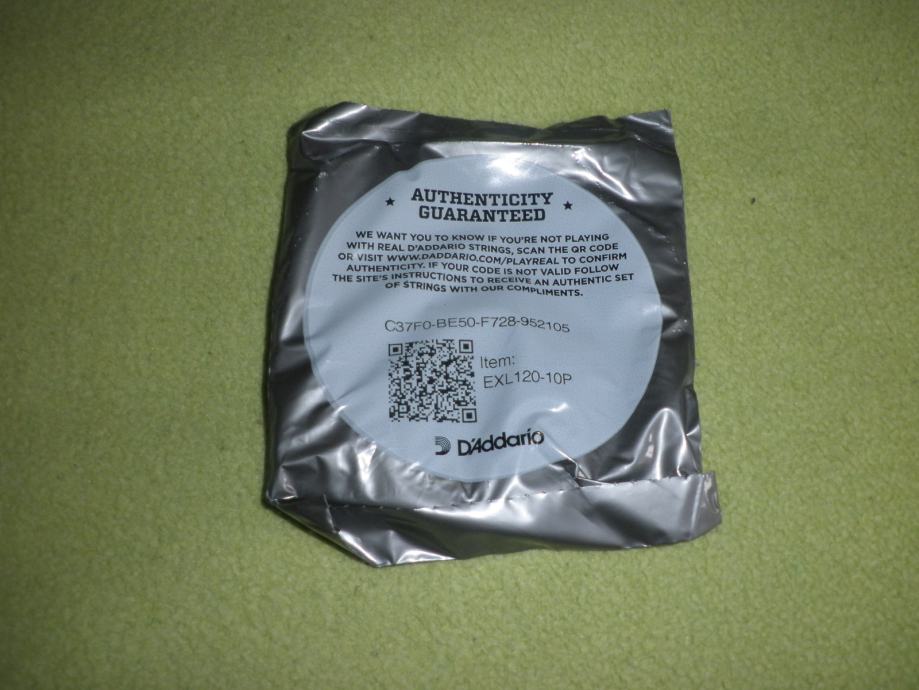 AUTHENTICITY
GUARANTEED
WE WANT YOU TO KNOW IF YOU'RE NOT PLAYING
WITH REAL D'ADDARIO STRINGS, SCAN THE QR CODE
OR VISIT WWW.DADDARIO.COM/PLAYREAL TO CONFIRM
AUTHENTICITY. IF YOUR CODE IS NOT VALID FOLLOW
THE SITE'S INSTRUCTIONS TO RECEIVE AN AUTHENTIC SET
OF STRINGS WITH OUR COMPLIMENTS.
C37F0-BE50-F728-952105
Item:
EXL120-10P
D'Addario